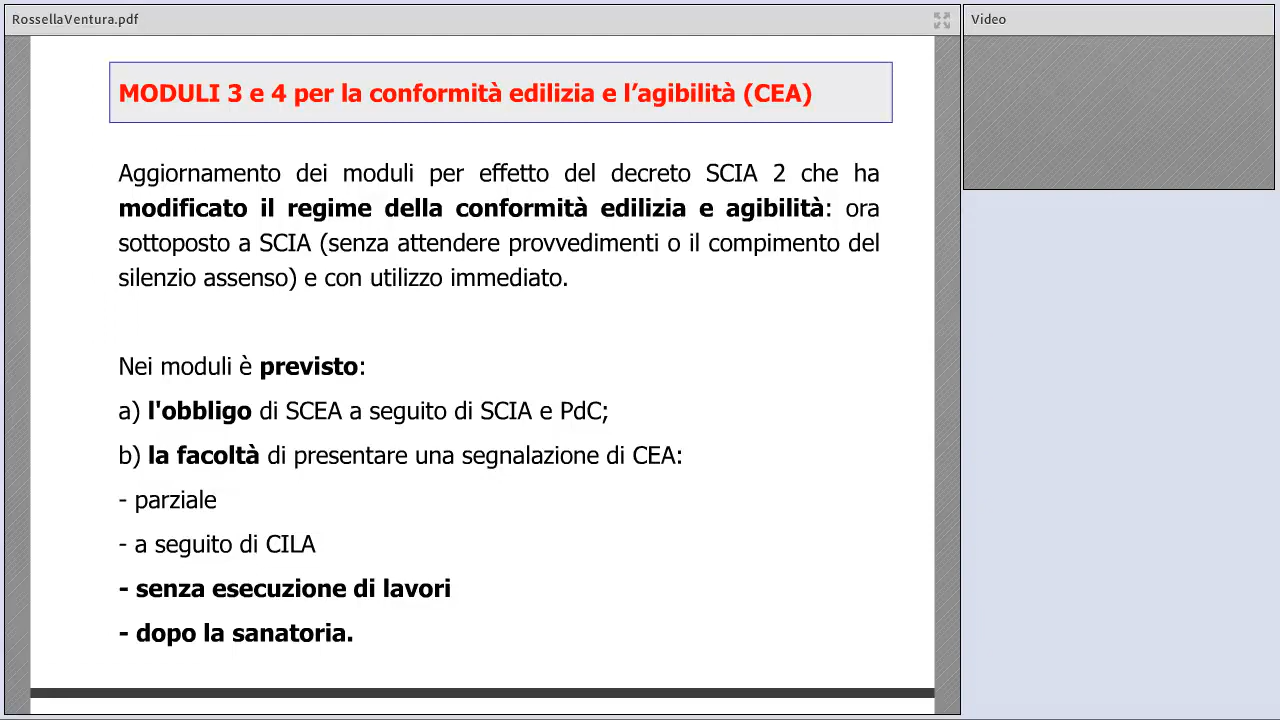 RossellaVentura.pdf
Video
MODULI 3 e 4 per la conformità edilizia e l’agibilità (CEA)
Aggiornamento dei moduli per effetto del decreto SCIA 2 che ha
modificato il regime della conformità edilizia e agibilità: ora
sottoposto a SCIA (senza attendere provvedimenti o il compimento del
silenzio assenso) e con utilizzo immediato.
Nei moduli è previsto:
a) l'obbligo di SCEA a seguito di SCIA e PdC;
b) la facoltà di presentare una segnalazione di CEA:
- parziale
- a seguito di CILA
- senza esecuzione di lavori
- dopo la sanatoria.